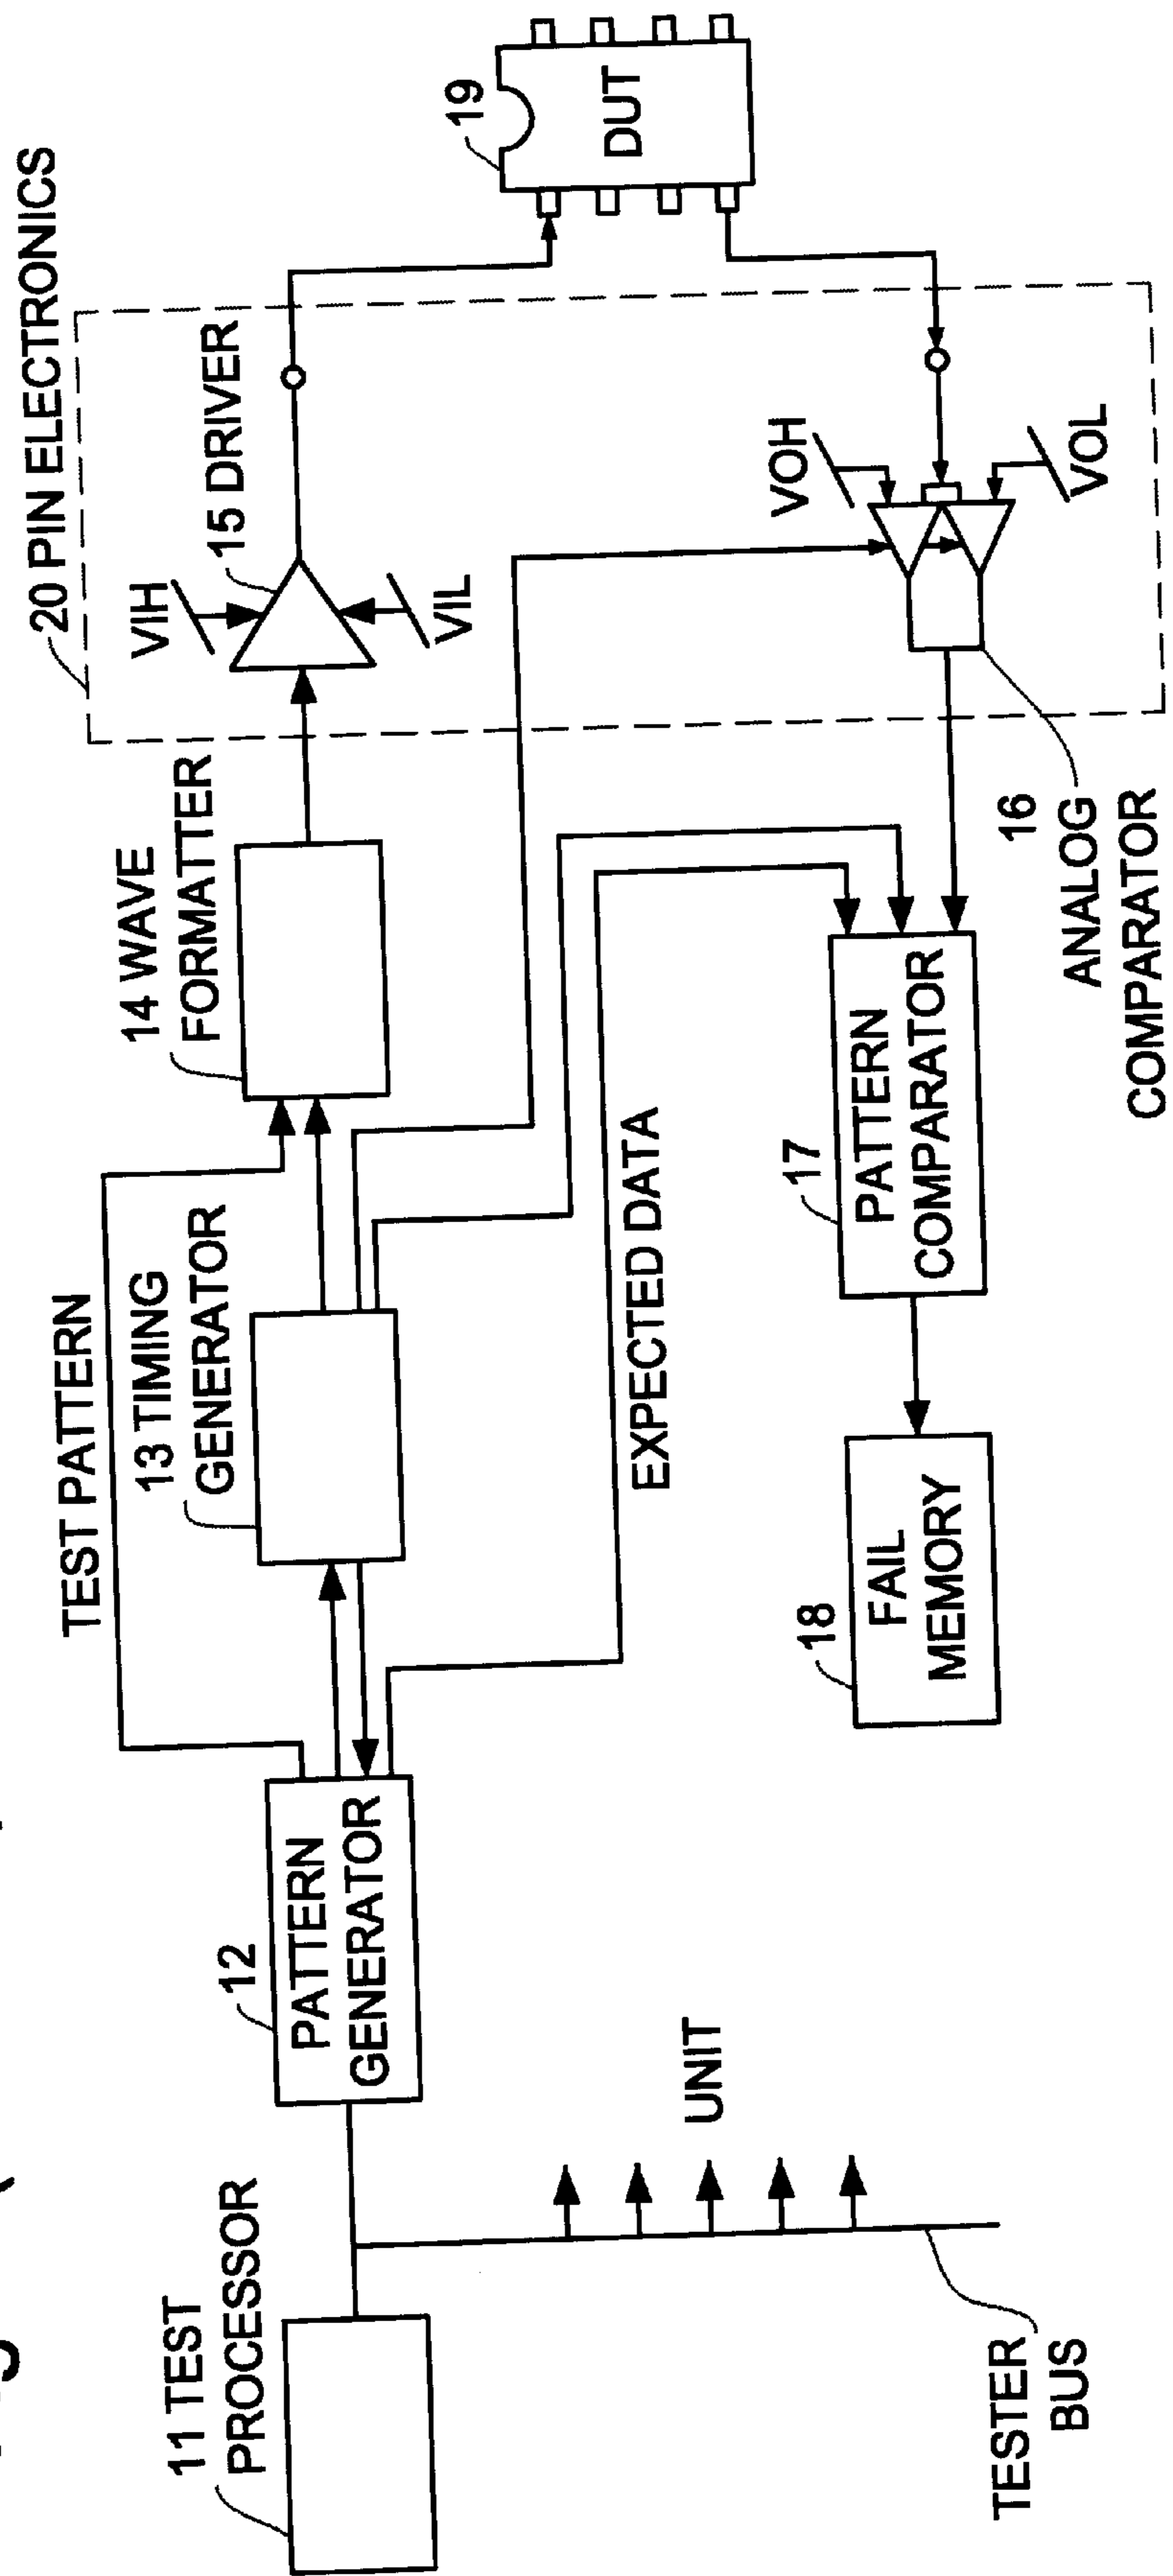 20 PIN ELECTRONICS
TEST PATTERN
11 TEST
PROCESSOR
12
PATTERN
GENERATOR
13 TIMING
GENERATOR
14 WAVE
FORMATTER
VIH
15 DRIVER
VIL
19
DUT
UNIT
TESTER
BUS
EXPECTED DATA
18
FAIL
MEMORY
17
PATTERN
COMPARATOR
16
ANALOG
COMPARATOR
VOH
VOL